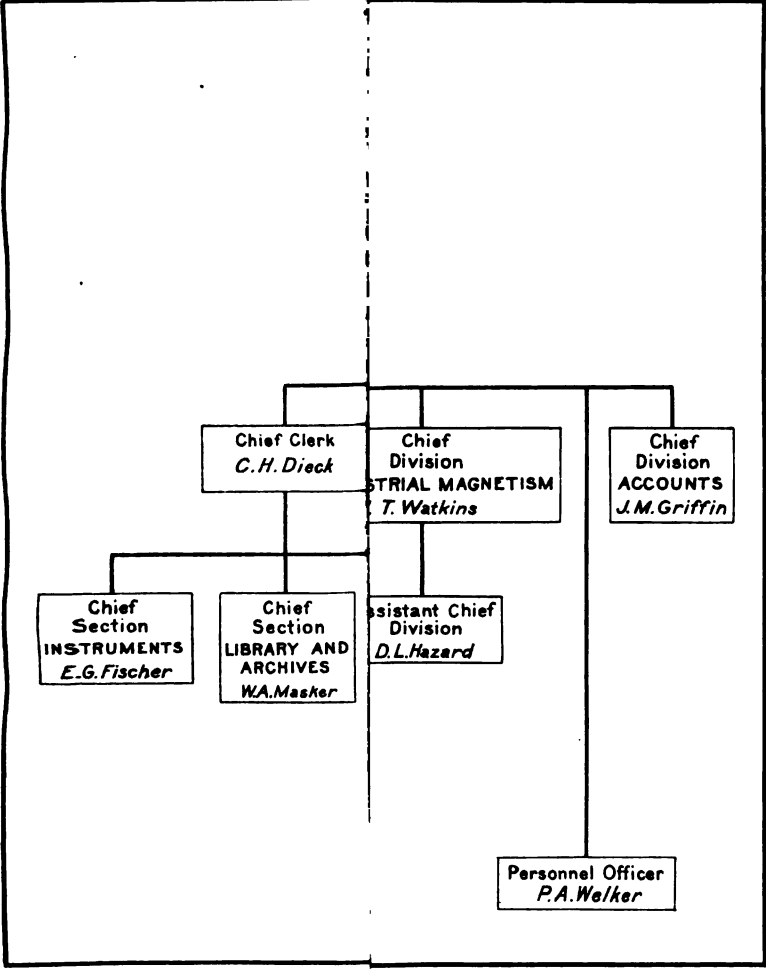 Chief Clerk
C.H. Dieck
Chief
Division
STRIAL MAGNETISM
T. Watkins
Chief
Division
ACCOUNTS
J.M. Griffin
Chief
Section
INSTRUMENTS
E.G. Fischer
Chief
Section
LIBRARY AND
ARCHIVES
W.A. Masker
ssistant Chief
Division
D.L. Hazard
Personnel Officer
P.A. Welker